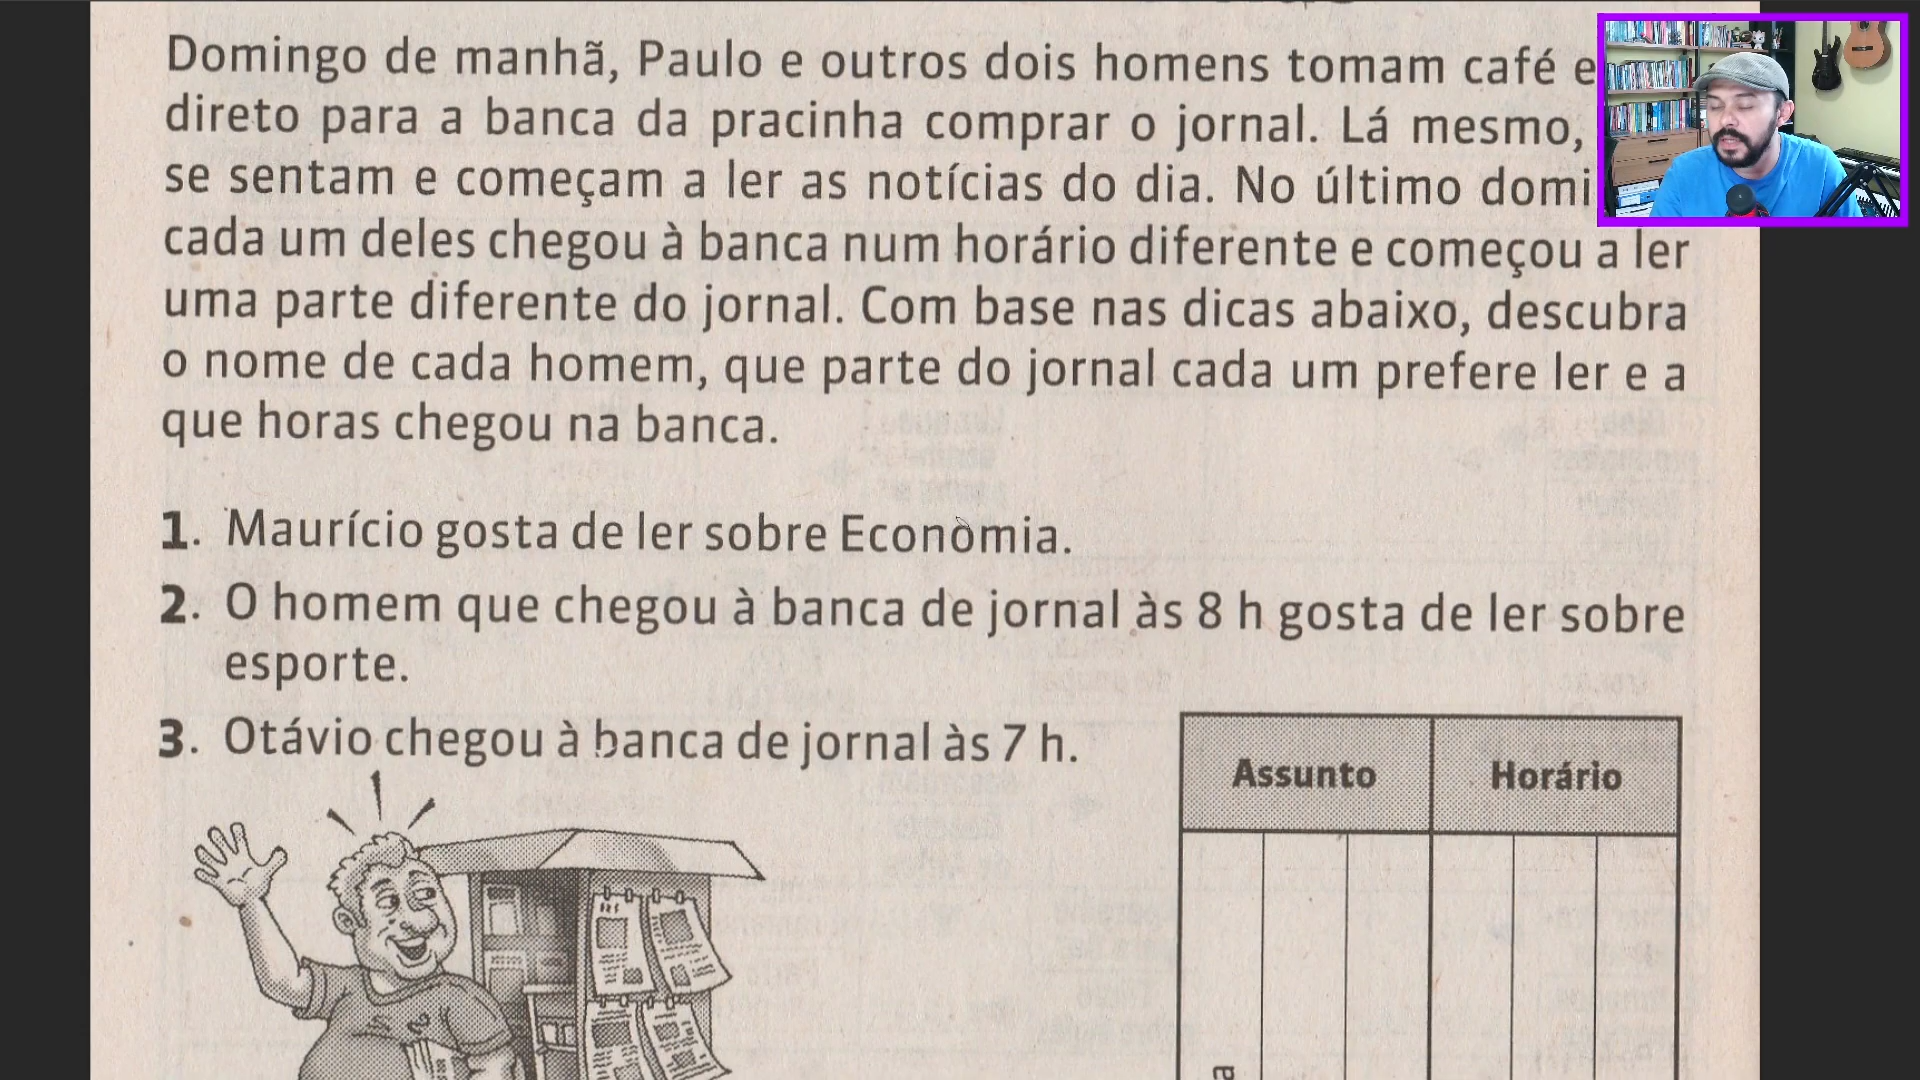 Domingo de manhã, Paulo e outros dois homens tomam café e
direto para a banca da pracinha comprar o jornal. Lá mesmo,
se sentam e começam a ler as notícias do dia. No último domi
cada um deles chegou à banca num horário diferente e começou a ler
uma parte diferente do jornal. Com base nas dicas abaixo, descubra
o nome de cada homem, que parte do jornal cada um prefere ler e a
que horas chegou na banca.
1. Maurício gosta de ler sobre Economia.
2. O homem que chegou à banca de jornal às 8 h gosta de ler sobre
esporte.
3. Otávio chegou à banca de jornal às 7 h.
Assunto Horário